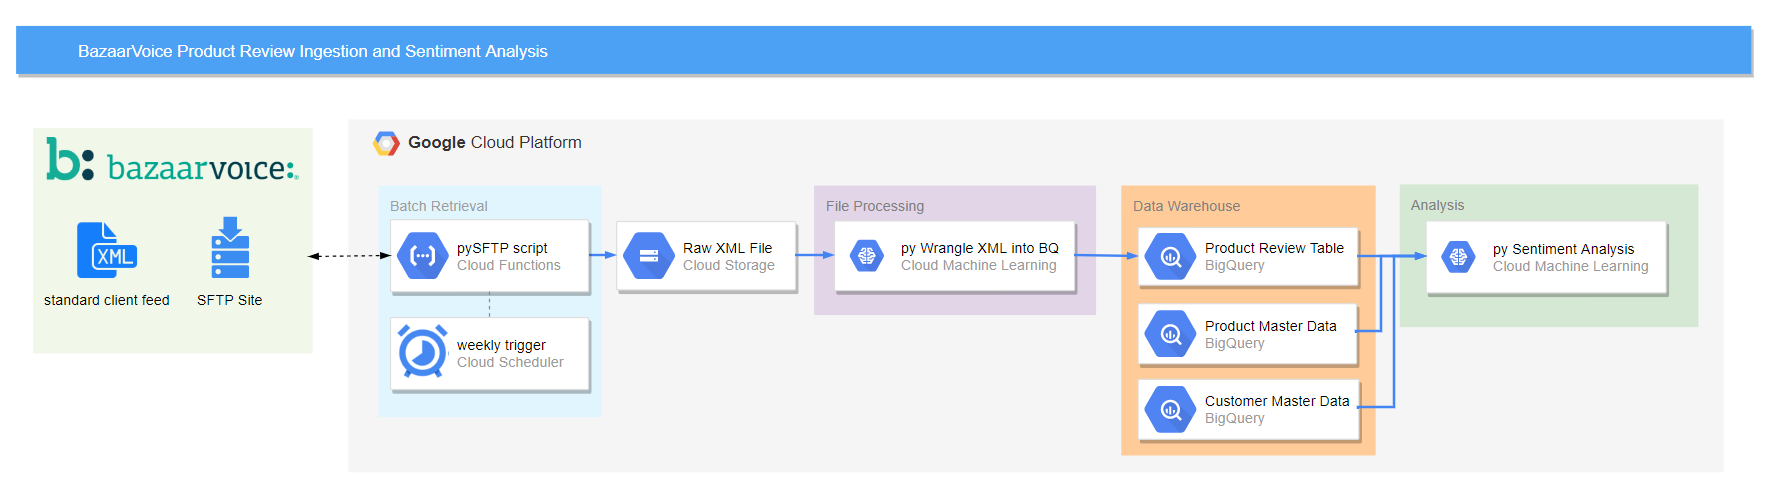 BazaarVoice Product Review Ingestion and Sentiment Analysis
b: bazaarvoice:®
XML
standard client feed
SFTP Site
Google Cloud Platform
Batch Retrieval
pySFTP script
Cloud Functions
weekly trigger
Cloud Scheduler
Raw XML File
Cloud Storage
File Processing
py Wrangle XML into BQ
Cloud Machine Learning
Data Warehouse
Product Review Table
BigQuery
Product Master Data
BigQuery
Customer Master Data
BigQuery
Analysis
py Sentiment Analysis
Cloud Machine Learning